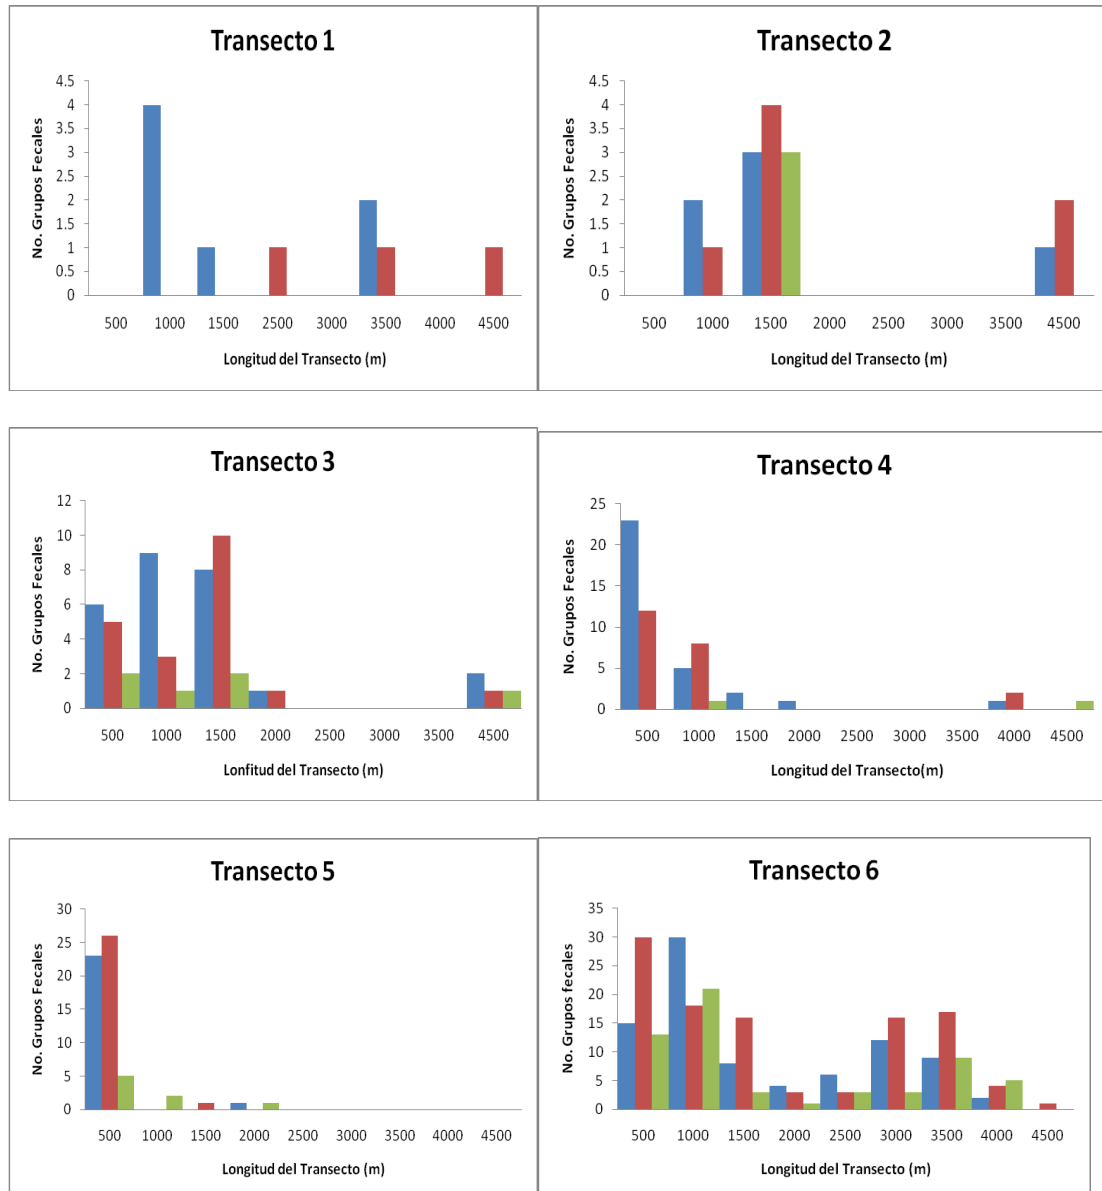 Transecto 1
No. Grupos Fecales
4.5
4
3.5
3
2.5
2
1.5
1
0.5
0
500 1000 1500 2500 3000 3500 4000 4500
Longitud del Transecto (m)
Transecto 2
No. Grupos Fecales
4.5
4
3.5
3
2.5
2
1.5
1
0.5
0
500 1000 1500 2000 2500 3000 3500 4500
Longitud del Transecto (m)
Transecto 3
No. Grupos Fecales
12
10
8
6
4
2
0
500 1000 1500 2000 2500 3000 3500 4500
Lonfitud del Transecto (m)
Transecto 4
No. Grupos Fecales
25
20
15
10
5
0
500 1000 1500 2000 2500 3000 3500 4000 4500
Longitud del Transecto(m)
Transecto 5
No. Grupos Fecales
30
25
20
15
10
5
0
500 1000 1500 2000 2500 3000 3500 4000 4500
Longitud del Transecto (m)
Transecto 6
No. Grupos fecales
35
30
25
20
15
10
5
0
500 1000 1500 2000 2500 3000 3500 4000 4500
Longitud del Transecto (m)